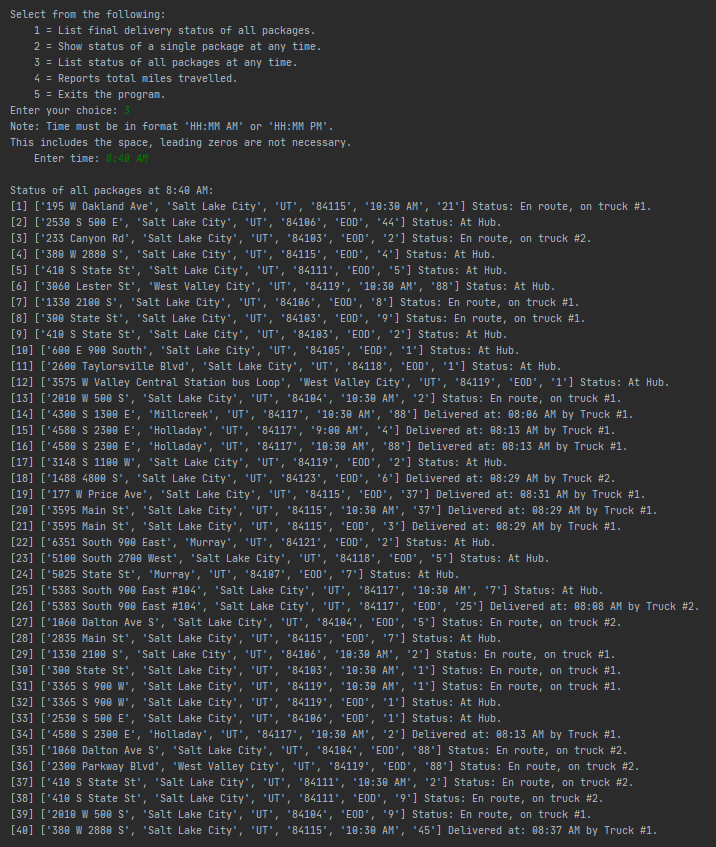 Select from the following:
    1 = List final delivery status of all packages.
    2 = Show status of a single package at any time.
    3 = List status of all packages at any time.
    4 = Reports total miles travelled.
    5 = Exits the program.
Enter your choice: 3
Note: Time must be in format 'HH:MM AM' or 'HH:MM PM'.
This includes the space, leading zeros are not necessary.
    Enter time: 8:40 AM

Status of all packages at 8:40 AM:
[1] ['195 W Oakland Ave', 'Salt Lake City', 'UT', '84115', '10:30 AM', '21'] Status: En route, on truck #1.
[2] ['2530 S 500 E', 'Salt Lake City', 'UT', '84106', 'EOD', '44'] Status: At Hub.
[3] ['233 Canyon Rd', 'Salt Lake City', 'UT', '84103', 'EOD', '2'] Status: En route, on truck #2.
[4] ['380 W 2880 S', 'Salt Lake City', 'UT', '84115', 'EOD', '4'] Status: At Hub.
[5] ['410 S State St', 'Salt Lake City', 'UT', '84111', 'EOD', '5'] Status: At Hub.
[6] ['3060 Lester St', 'West Valley City', 'UT', '84119', '10:30 AM', '88'] Status: At Hub.
[7] ['1330 2100 S', 'Salt Lake City', 'UT', '84106', 'EOD', '8'] Status: En route, on truck #1.
[8] ['300 State St', 'Salt Lake City', 'UT', '84103', 'EOD', '9'] Status: En route, on truck #1.
[9] ['410 S State St', 'Salt Lake City', 'UT', '84103', 'EOD', '2'] Status: At Hub.
[10] ['600 E 900 South', 'Salt Lake City', 'UT', '84105', 'EOD', '1'] Status: At Hub.
[11] ['2600 Taylorsville Blvd', 'Salt Lake City', 'UT', '84118', 'EOD', '1'] Status: At Hub.
[12] ['3575 W Valley Central Station bus Loop', 'West Valley City', 'UT', '84119', 'EOD', '1'] Status: At Hub.
[13] ['2010 W 500 S', 'Salt Lake City', 'UT', '84104', '10:30 AM', '2'] Status: En route, on truck #1.
[14] ['4300 S 1300 E', 'Millcreek', 'UT', '84117', '10:30 AM', '88'] Delivered at: 08:06 AM by Truck #1.
[15] ['4580 S 2300 E', 'Holladay', 'UT', '84117', '9:00 AM', '4'] Delivered at: 08:13 AM by Truck #1.
[16] ['4580 S 2300 E', 'Holladay', 'UT', '84117', '10:30 AM', '88'] Delivered at: 08:13 AM by Truck #1.
[17] ['3148 S 1100 W', 'Salt Lake City', 'UT', '84119', 'EOD', '2'] Status: At Hub.
[18] ['1488 4800 S', 'Salt Lake City', 'UT', '84123', 'EOD', '6'] Delivered at: 08:29 AM by Truck #2.
[19] ['177 W Price Ave', 'Salt Lake City', 'UT', '84115', 'EOD', '37'] Delivered at: 08:31 AM by Truck #1.
[20] ['3595 Main St', 'Salt Lake City', 'UT', '84115', '10:30 AM', '37'] Delivered at: 08:29 AM by Truck #1.
[21] ['3595 Main St', 'Salt Lake City', 'UT', '84115', 'EOD', '3'] Delivered at: 08:29 AM by Truck #1.
[22] ['6351 South 900 East', 'Murray', 'UT', '84121', 'EOD', '2'] Status: At Hub.
[23] ['5100 South 2700 West', 'Salt Lake City', 'UT', '84118', 'EOD', '5'] Status: At Hub.
[24] ['5025 State St', 'Murray', 'UT', '84107', 'EOD', '7'] Status: At Hub.
[25] ['5383 South 900 East #104', 'Salt Lake City', 'UT', '84117', '10:30 AM', '7'] Status: At Hub.
[26] ['5383 South 900 East #104', 'Salt Lake City', 'UT', '84117', 'EOD', '25'] Delivered at: 08:08 AM by Truck #2.
[27] ['1060 Dalton Ave S', 'Salt Lake City', 'UT', '84104', 'EOD', '5'] Status: En route, on truck #2.
[28] ['2835 Main St', 'Salt Lake City', 'UT', '84115', 'EOD', '7'] Status: At Hub.
[29] ['1330 2100 S', 'Salt Lake City', 'UT', '84106', '10:30 AM', '2'] Status: En route, on truck #1.
[30] ['300 State St', 'Salt Lake City', 'UT', '84103', '10:30 AM', '1'] Status: En route, on truck #1.
[31] ['3365 S 900 W', 'Salt Lake City', 'UT', '84119', '10:30 AM', '1'] Status: En route, on truck #1.
[32] ['3365 S 900 W', 'Salt Lake City', 'UT', '84119', 'EOD', '1'] Status: At Hub.
[33] ['2530 S 500 E', 'Salt Lake City', 'UT', '84106', 'EOD', '1'] Status: At Hub.
[34] ['4580 S 2300 E', 'Holladay', 'UT', '84117', '10:30 AM', '2'] Delivered at: 08:13 AM by Truck #1.
[35] ['1060 Dalton Ave S', 'Salt Lake City', 'UT', '84104', 'EOD', '88'] Status: En route, on truck #2.
[36] ['2300 Parkway Blvd', 'West Valley City', 'UT', '84119', 'EOD', '88'] Status: En route, on truck #2.
[37] ['410 S State St', 'Salt Lake City', 'UT', '84111', '10:30 AM', '2'] Status: En route, on truck #2.
[38] ['410 S State St', 'Salt Lake City', 'UT', '84111', 'EOD', '9'] Status: En route, on truck #2.
[39] ['2010 W 500 S', 'Salt Lake City', 'UT', '84104', 'EOD', '9'] Status: En route, on truck #1.
[40] ['380 W 2880 S', 'Salt Lake City', 'UT', '84115', '10:30 AM', '45'] Delivered at: 08:37 AM by Truck #1.